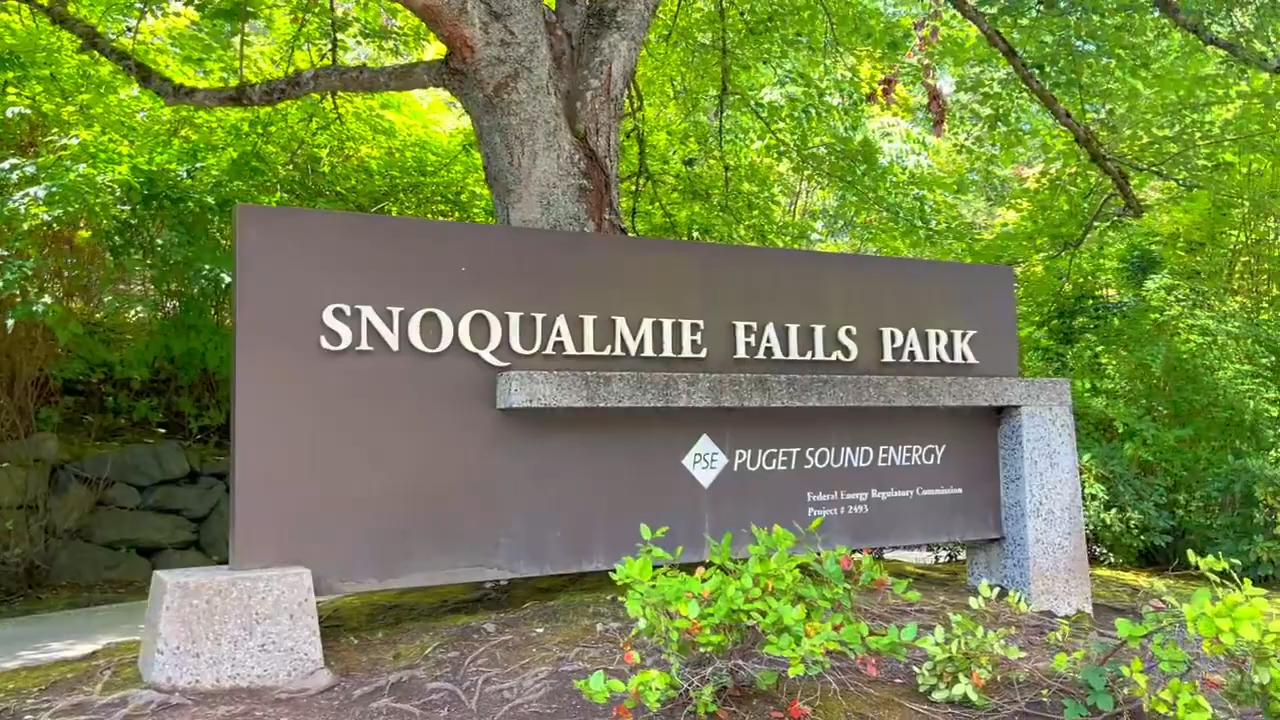 SNOQUALMIE FALLS PARK
PSE PUGET SOUND ENERGY
Federal Energy Regulatory Commission
Project # 2493